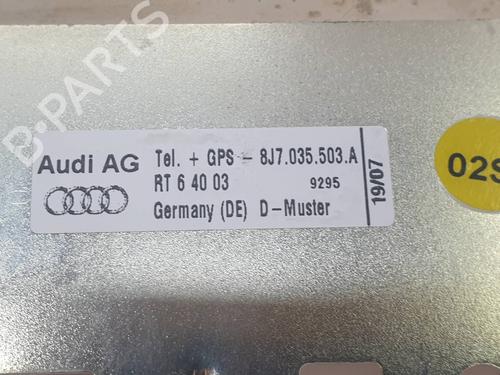 B-PARTS
Audi AG
Tel. + GPS - 8J7.035.503.A
RT 6 40 03 9295
Germany (DE) D-Muster
19/07
02S